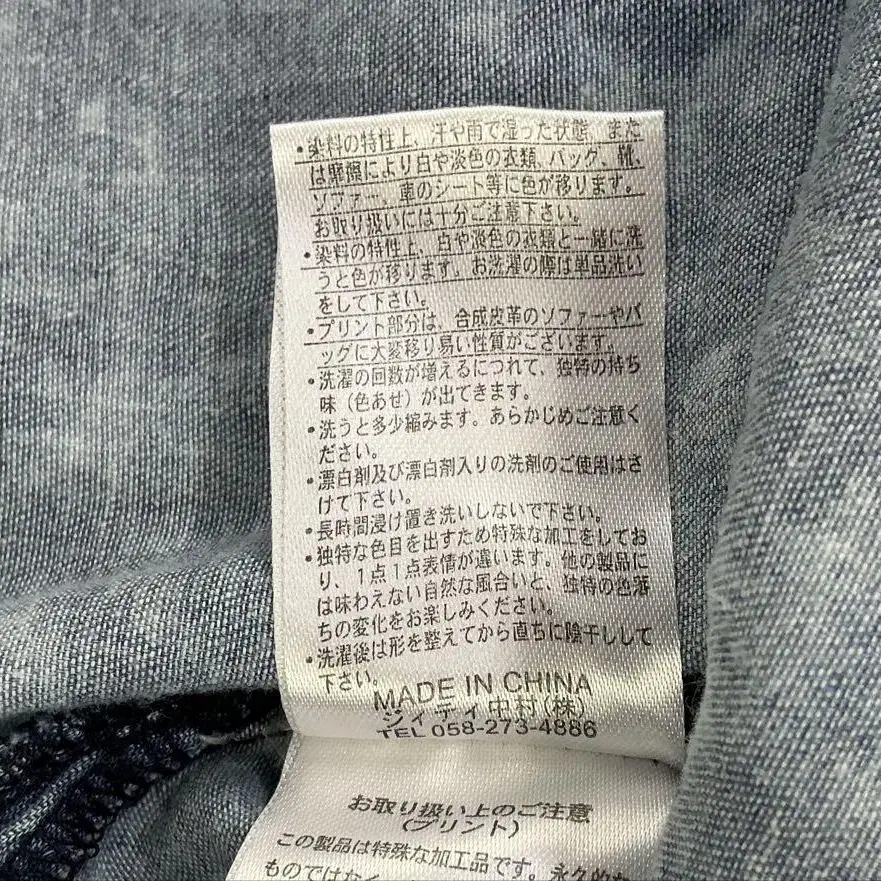 ・染料の特性上、汗や雨で湿った状態、また
は摩擦により白や淡色の衣類、バッグ、靴、
ソファー、車のシート等に色が移ります。
お取り扱いには十分ご注意下さい。
・染料の特性上、白や淡色の衣類と一緒に洗
うと色が移ります。お洗濯の際は単品洗い
をして下さい。
・プリント部分は、合成皮革のソファーやバ
ッグに大変移り易い性質がございます。
・洗濯の回数が増えるにつれて、独特の持ち
味（色あせ）が出てきます。
・洗うと多少縮みます。あらかじめご注意く
ださい。
・漂白剤及び漂白剤入りの洗剤のご使用はさ
けて下さい。
・長時間浸け置き洗いしないで下さい。
・独特な色目を出すため特殊な加工をしてお
り、１点１点表情が違います。他の製品に
は味わえない自然な風合いと、独特の色落
ちの変化をお楽しみください。
・洗濯後は形を整えてから直ちに陰干しして
下さい。
MADE IN CHINA
ジィティ中村(株)
TEL 058-273-4886
お取り扱い上のご注意
(プリント)
この製品は特殊な加工品です。永久的な
ものではなく